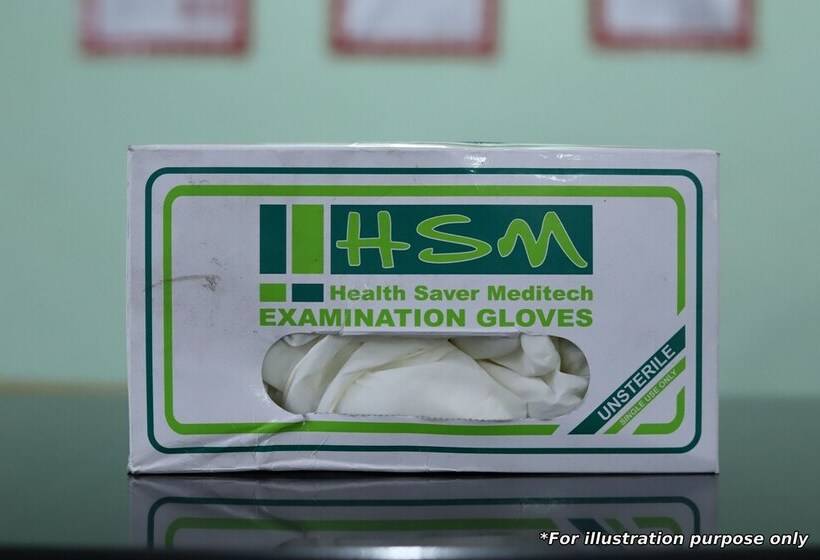 HSM
Health Saver Meditech
EXAMINATION GLOVES
UNSTERILE
SINGLE USE ONLY
*For illustration purpose only